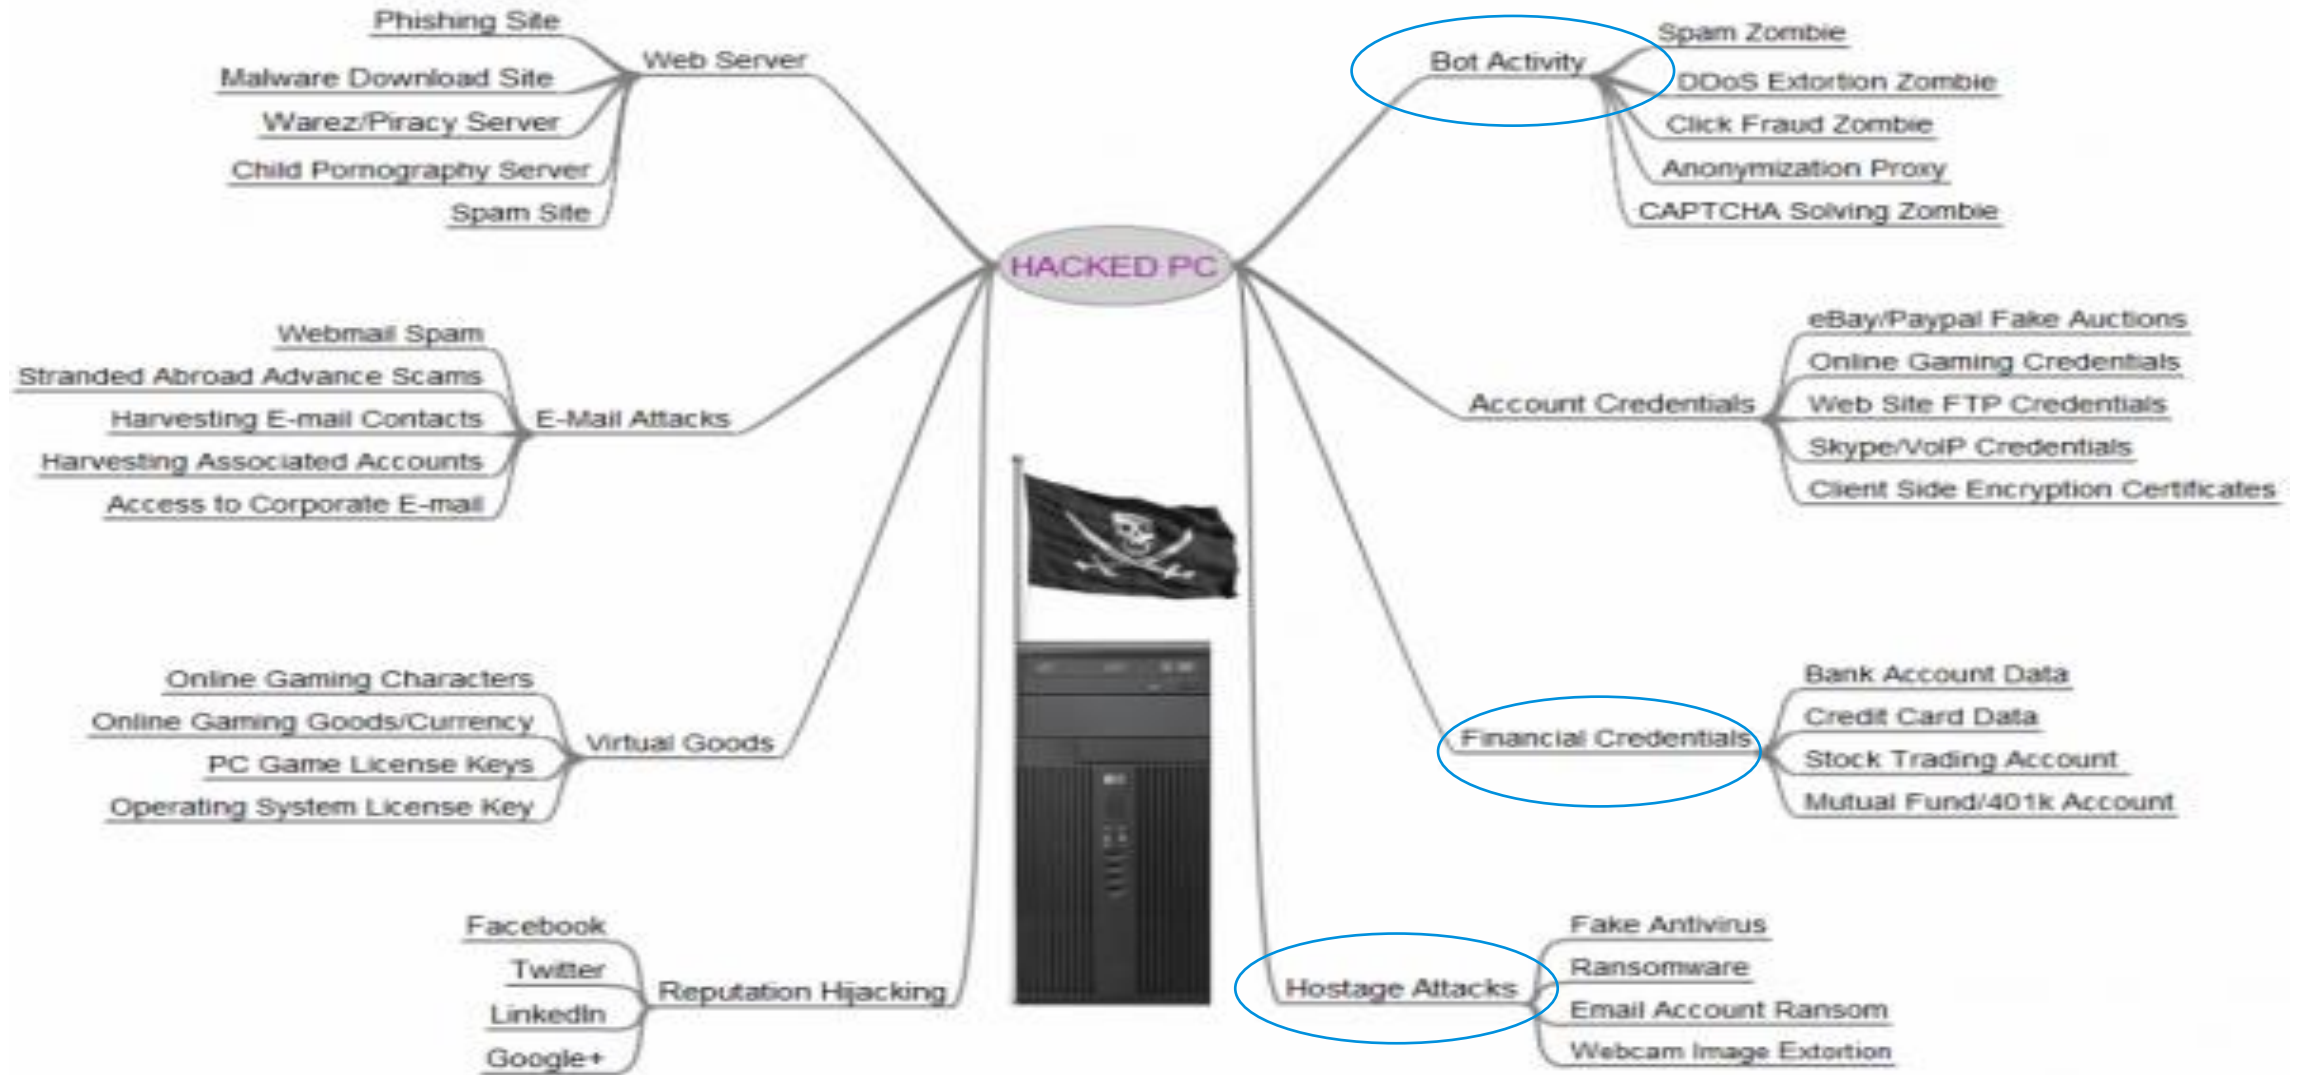 Phishing Site
Malware Download Site
Warez/Piracy Server
Child Pornography Server
Spam Site
Web Server
Webmail Spam
Stranded Abroad Advance Scams
Harvesting E-mail Contacts
Harvesting Associated Accounts
Access to Corporate E-mail
E-Mail Attacks
Online Gaming Characters
Online Gaming Goods/Currency
PC Game License Keys
Operating System License Key
Virtual Goods
Facebook
Twitter
LinkedIn
Google+
Reputation Hijacking
HACKED PC
Bot Activity
Spam Zombie
DDoS Extortion Zombie
Click Fraud Zombie
Anonymization Proxy
CAPTCHA Solving Zombie
Account Credentials
eBay/Paypal Fake Auctions
Online Gaming Credentials
Web Site FTP Credentials
Skype/VoIP Credentials
Client Side Encryption Certificates
Financial Credentials
Bank Account Data
Credit Card Data
Stock Trading Account
Mutual Fund/401k Account
Hostage Attacks
Fake Antivirus
Ransomware
Email Account Ransom
Webcam Image Extortion